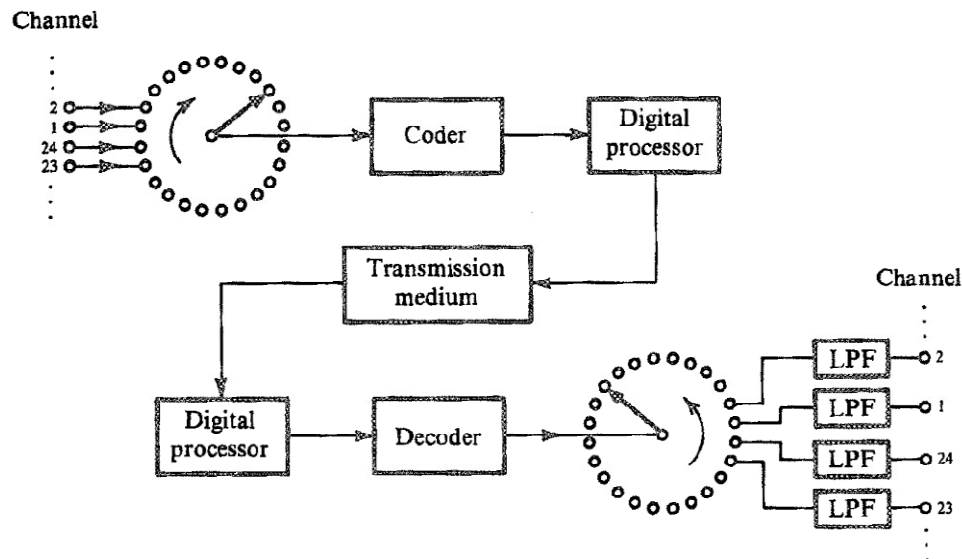 Channel
2
1
24
23
Coder
Digital
processor
Transmission
medium
Channel
LPF 2
LPF 1
LPF 24
LPF 23
Digital
processor
Decoder